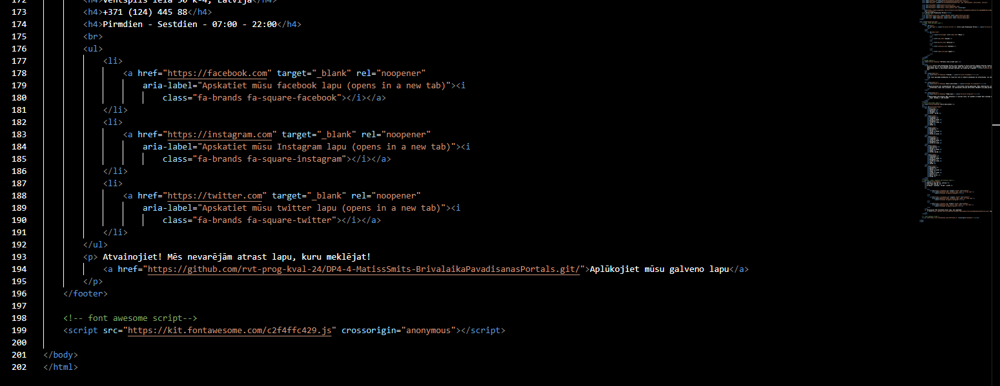 172 <h4>Ventspils iela 50 k-4, Latvija</h4>
173 <h4>+371 (124) 445 88</h4>
174 <h4>Pirmdien - Sestdien - 07:00 - 22:00</h4>
175 <br>
176 <ul>
177 <li>
178 <a href="https://facebook.com" target="_blank" rel="noopener"
179 aria-label="Apskatiet mūsu facebook lapu (opens in a new tab)"><i
180 class="fa-brands fa-square-facebook"></i></a>
181 </li>
182 <li>
183 <a href="https://instagram.com" target="_blank" rel="noopener"
184 aria-label="Apskatiet mūsu Instagram lapu (opens in a new tab)"><i
185 class="fa-brands fa-square-instagram"></i></a>
186 </li>
187 <li>
188 <a href="https://twitter.com" target="_blank" rel="noopener"
189 aria-label="Apskatiet mūsu twitter lapu (opens in a new tab)"><i
190 class="fa-brands fa-square-twitter"></i></a>
191 </li>
192 </ul>
193 <p> Atvainojiet! Mēs nevarējām atrast lapu, kuru meklējat!
194 <a href="https://github.com/rvt-prog-kval-24/DP4-4-MatissSmits-BrivalaikaPavadisanasPortals.git/">Aplūkojiet mūsu galveno lapu</a>
195 </p>
196 </footer>
197
198 <!-- font awesome script-->
199 <script src="https://kit.fontawesome.com/c2f4ffc429.js" crossorigin="anonymous"></script>
200
201 </body>
202 </html>